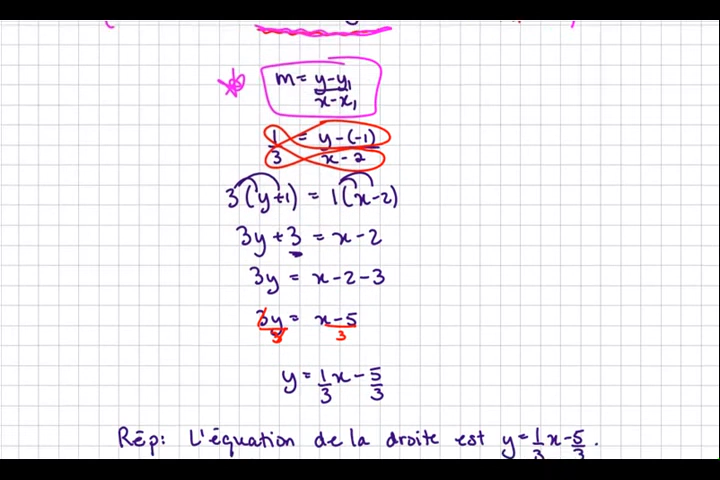 m = y - y₁ / x - x₁
1/3 = y - (-1) / x - 2
3(y+1) = 1(x-2)
3y + 3 = x - 2
3y = x - 2 - 3
3y/3 = x - 5/3
y = 1/3 x - 5/3
Rép: L'équation de la droite est y = 1/3 x - 5/3.